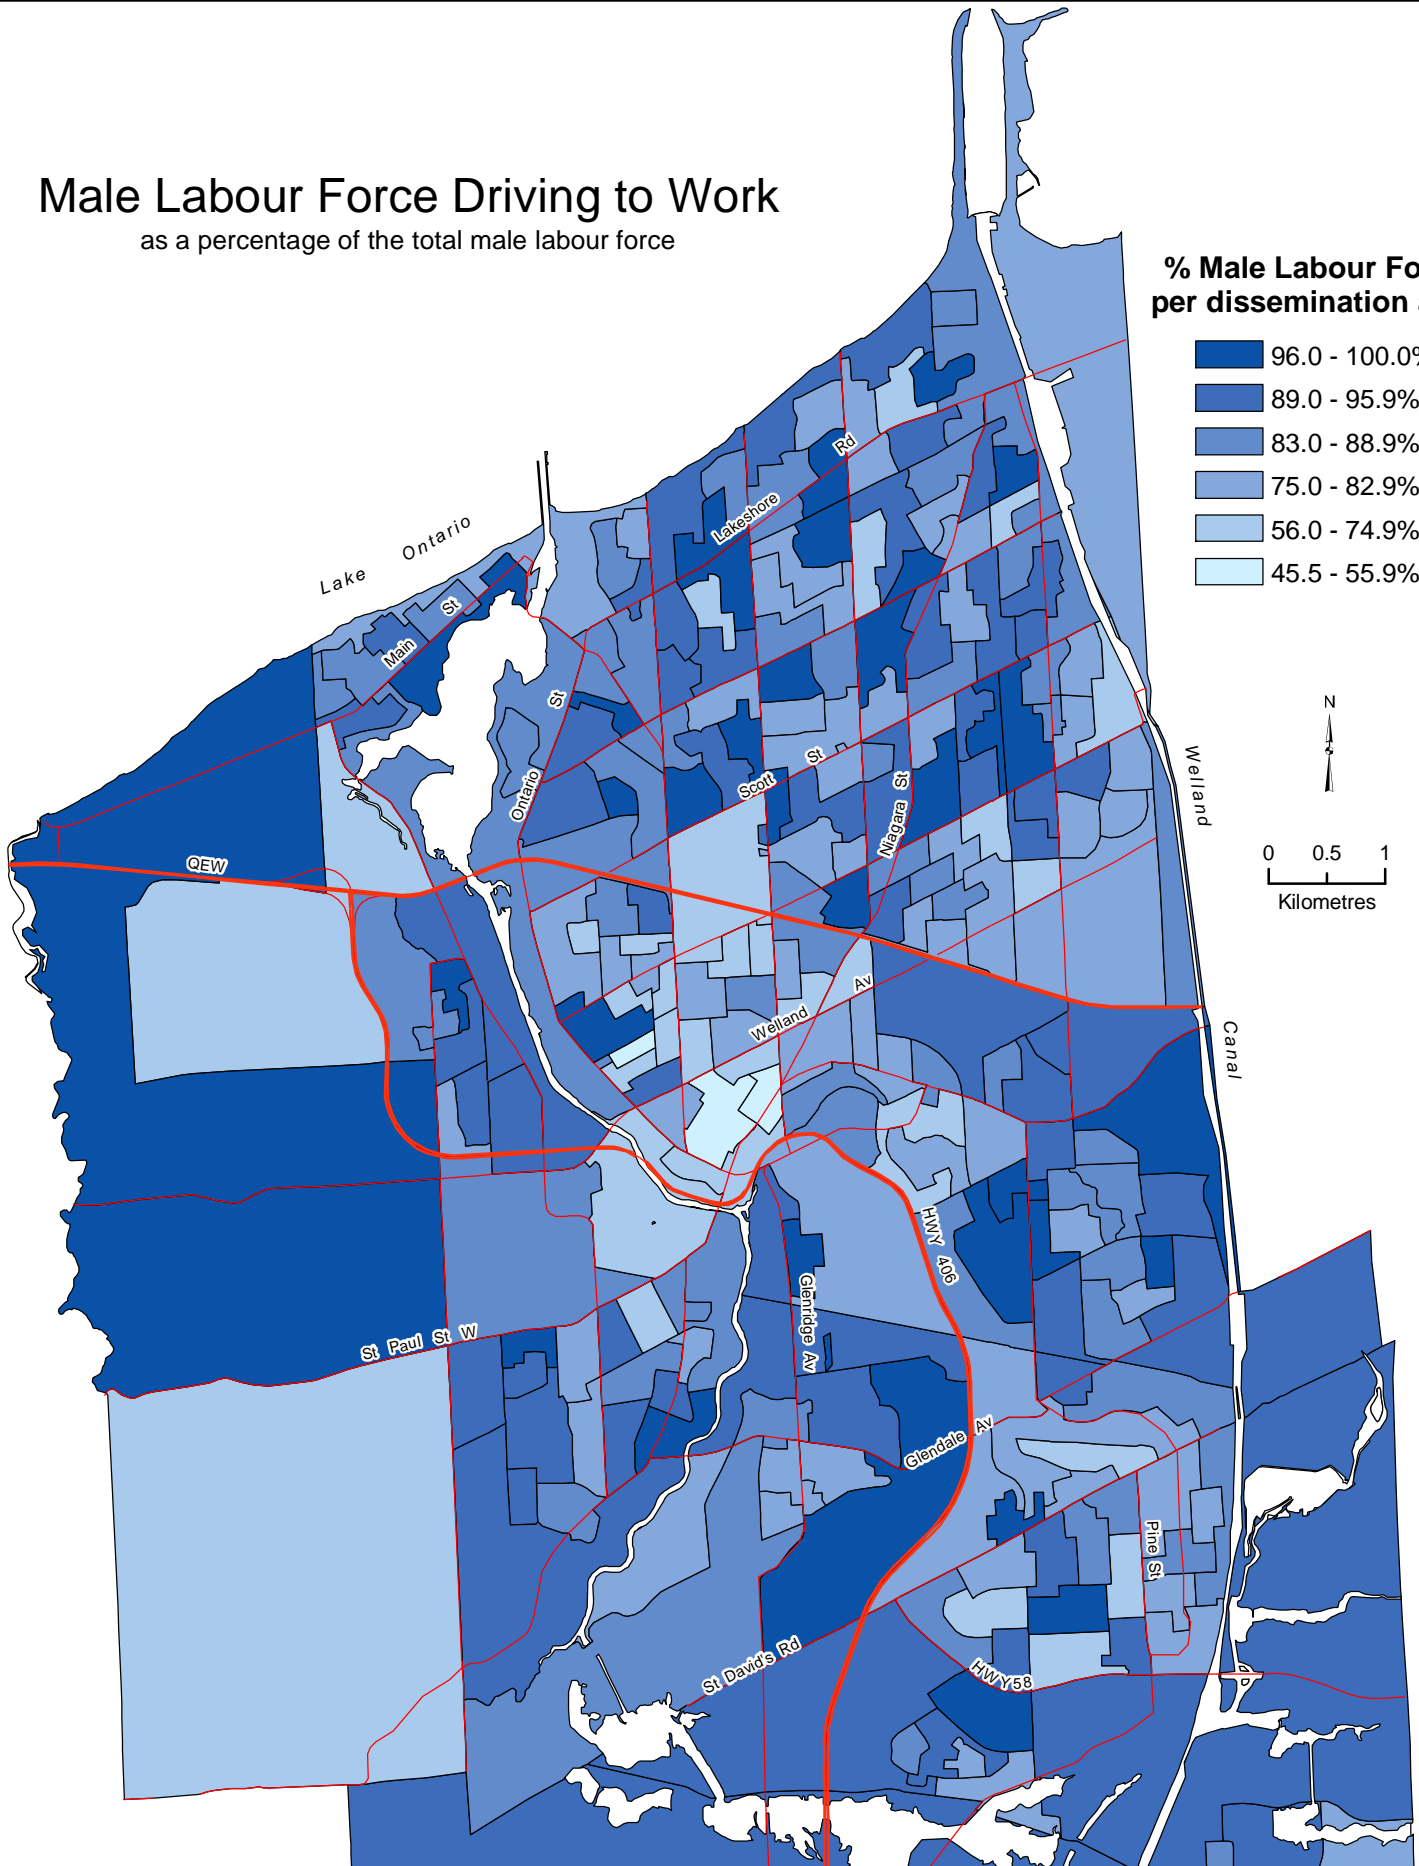 Male Labour Force Driving to Work
as a percentage of the total male labour force
% Male Labour Fo
per dissemination
96.0 - 100.0%
89.0 - 95.9%
83.0 - 88.9%
75.0 - 82.9%
56.0 - 74.9%
45.5 - 55.9%
N
0 0.5 1
Kilometres
Lake Ontario
Main St
Lakeshore Rd
Ontario St
Scott St
Niagara St
Welland Canal
QEW
Welland Av
HWY 406
Glenridge Av
St Paul St W
Glendale Av
Pine St
St David's Rd
HWY58